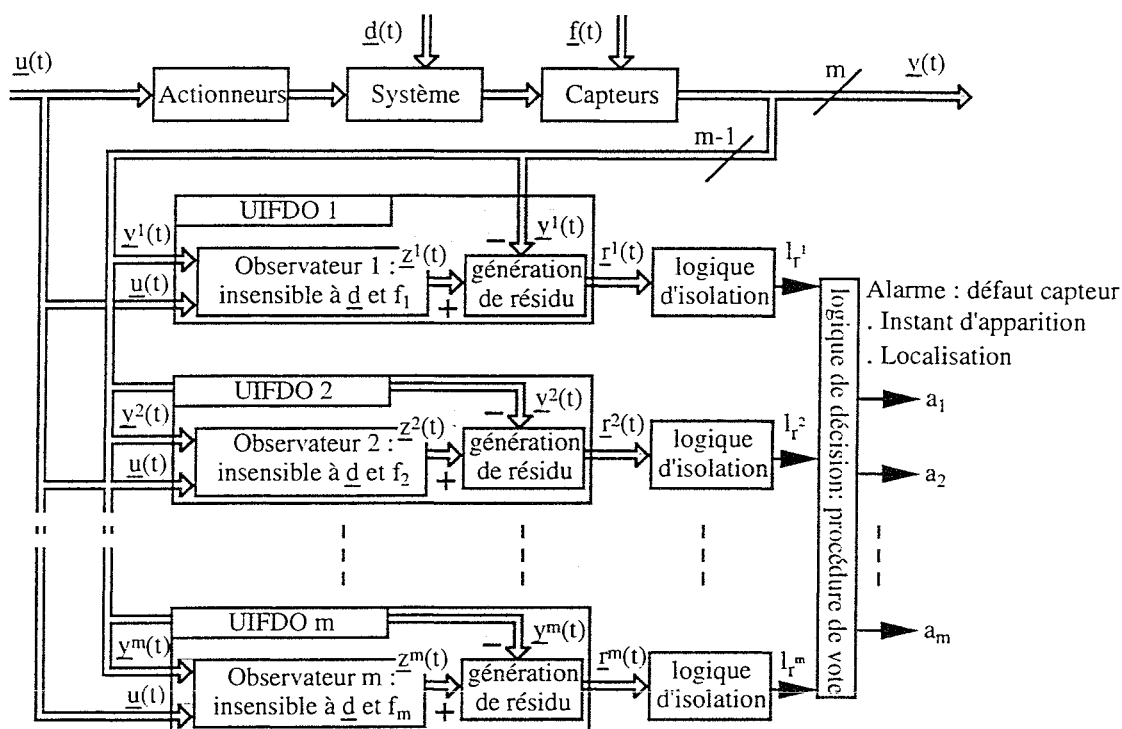 d(t)
f(t)
u(t)
m
y(t)
Actionneurs
Système
Capteurs
m-1
UIFDO 1
y¹(t)
y¹(t)
z¹(t)
r¹(t)
l_r¹
Observateur 1 :
insensible à d et f₁
génération
de résidu
logique
d'isolation
u(t)
−
+
Alarme : défaut capteur
. Instant d'apparition
. Localisation
UIFDO 2
y²(t)
y²(t)
z²(t)
r²(t)
l_r²
Observateur 2 :
insensible à d et f₂
génération
de résidu
logique
d'isolation
u(t)
−
+
a₁
a₂
logique de décision: procédure de vote
UIFDO m
yᵐ(t)
yᵐ(t)
zᵐ(t)
rᵐ(t)
l_rᵐ
Observateur m :
insensible à d et fₘ
génération
de résidu
logique
d'isolation
u(t)
−
+
aₘ